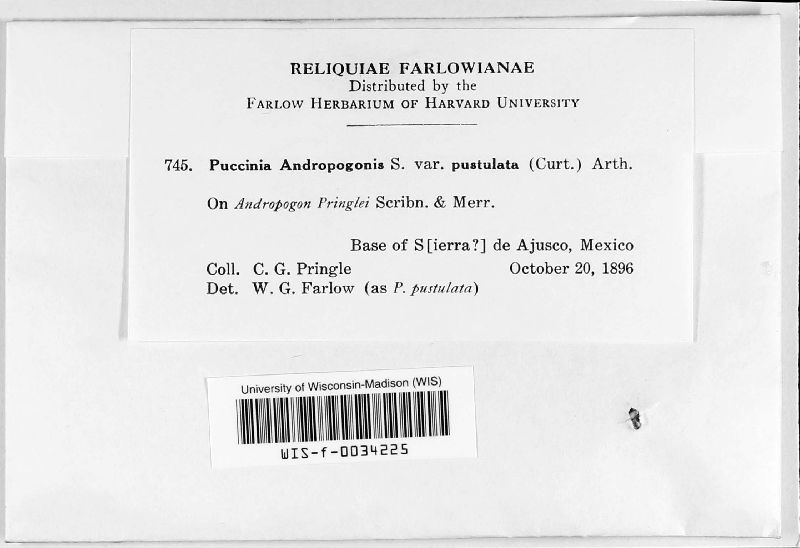 RELIQUIAE FARLOWIANAE
Distributed by the
FARLOW HERBARIUM OF HARVARD UNIVERSITY
745. Puccinia Andropogonis S. var. pustulata (Curt.) Arth.
On Andropogon Pringlei Scribn. & Merr.
Base of S[ierra?] de Ajusco, Mexico
Coll. C. G. Pringle October 20, 1896
Det. W. G. Farlow (as P. pustulata)
University of Wisconsin-Madison (WIS)
WIS-f-0034225